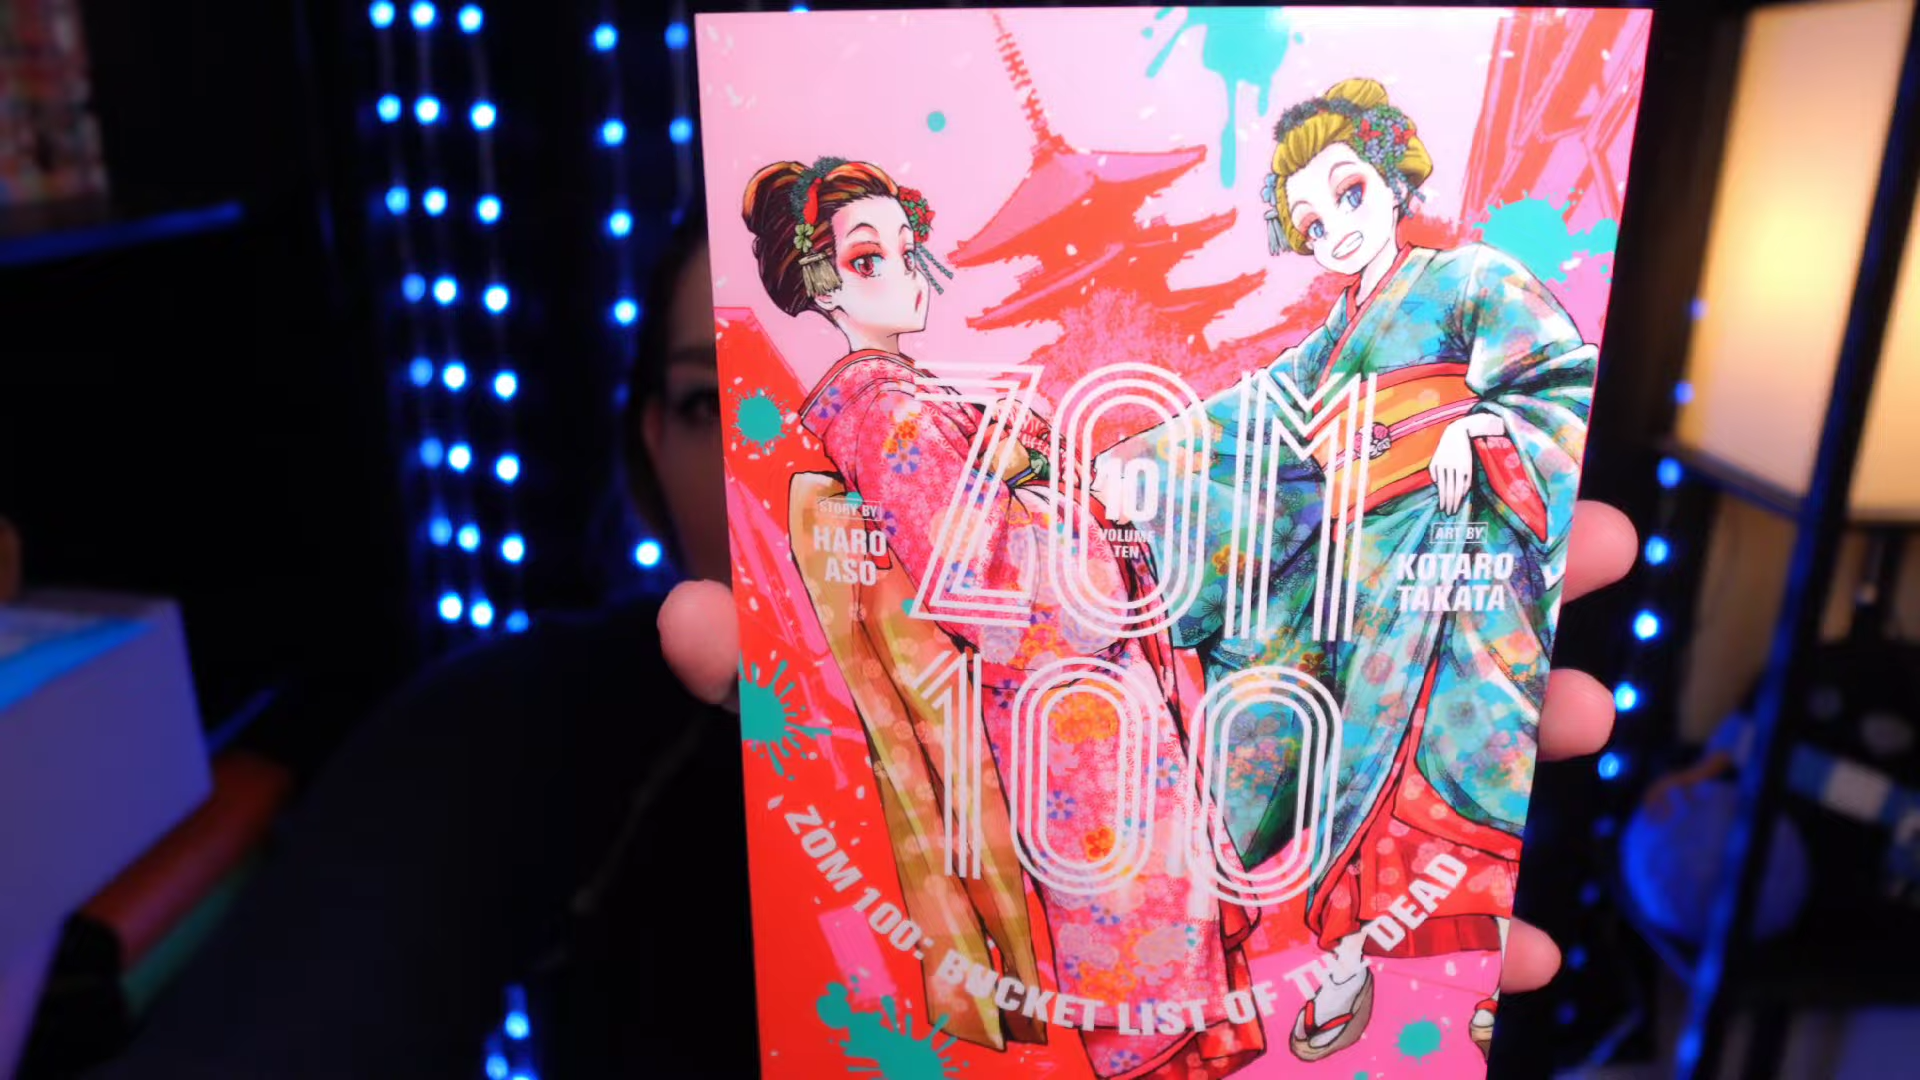 ZOM
10
VOLUME
TEN
STORY BY
HARO
ASO
ART BY
KOTARO
TAKATA
100
ZOM 100: BUCKET LIST OF THE DEAD